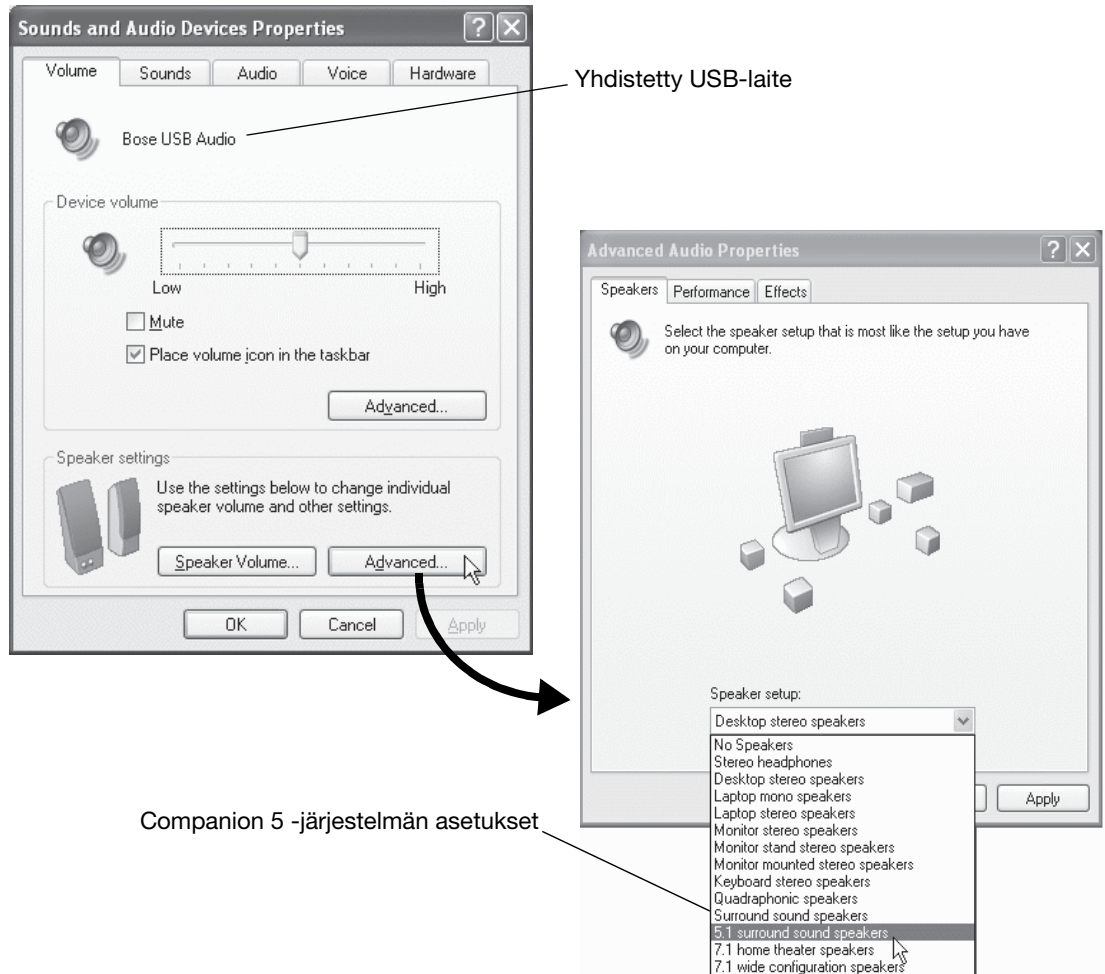 Sounds and Audio Devices Properties
Volume
Sounds
Audio
Voice
Hardware
Yhdistetty USB-laite
Bose USB Audio
Device volume
Low
High
Mute
Place volume icon in the taskbar
Advanced...
Speaker settings
Use the settings below to change individual
speaker volume and other settings.
Speaker Volume...
Advanced...
OK
Cancel
Apply
Advanced Audio Properties
Speakers
Performance
Effects
Select the speaker setup that is most like the setup you have
on your computer.
Speaker setup:
Desktop stereo speakers
No Speakers
Stereo headphones
Desktop stereo speakers
Laptop mono speakers
Laptop stereo speakers
Monitor stereo speakers
Monitor stand stereo speakers
Monitor mounted stereo speakers
Keyboard stereo speakers
Quadraphonic speakers
Surround sound speakers
5.1 surround sound speakers
7.1 home theater speakers
7.1 wide configuration speakers
Apply
Companion 5 -järjestelmän asetukset